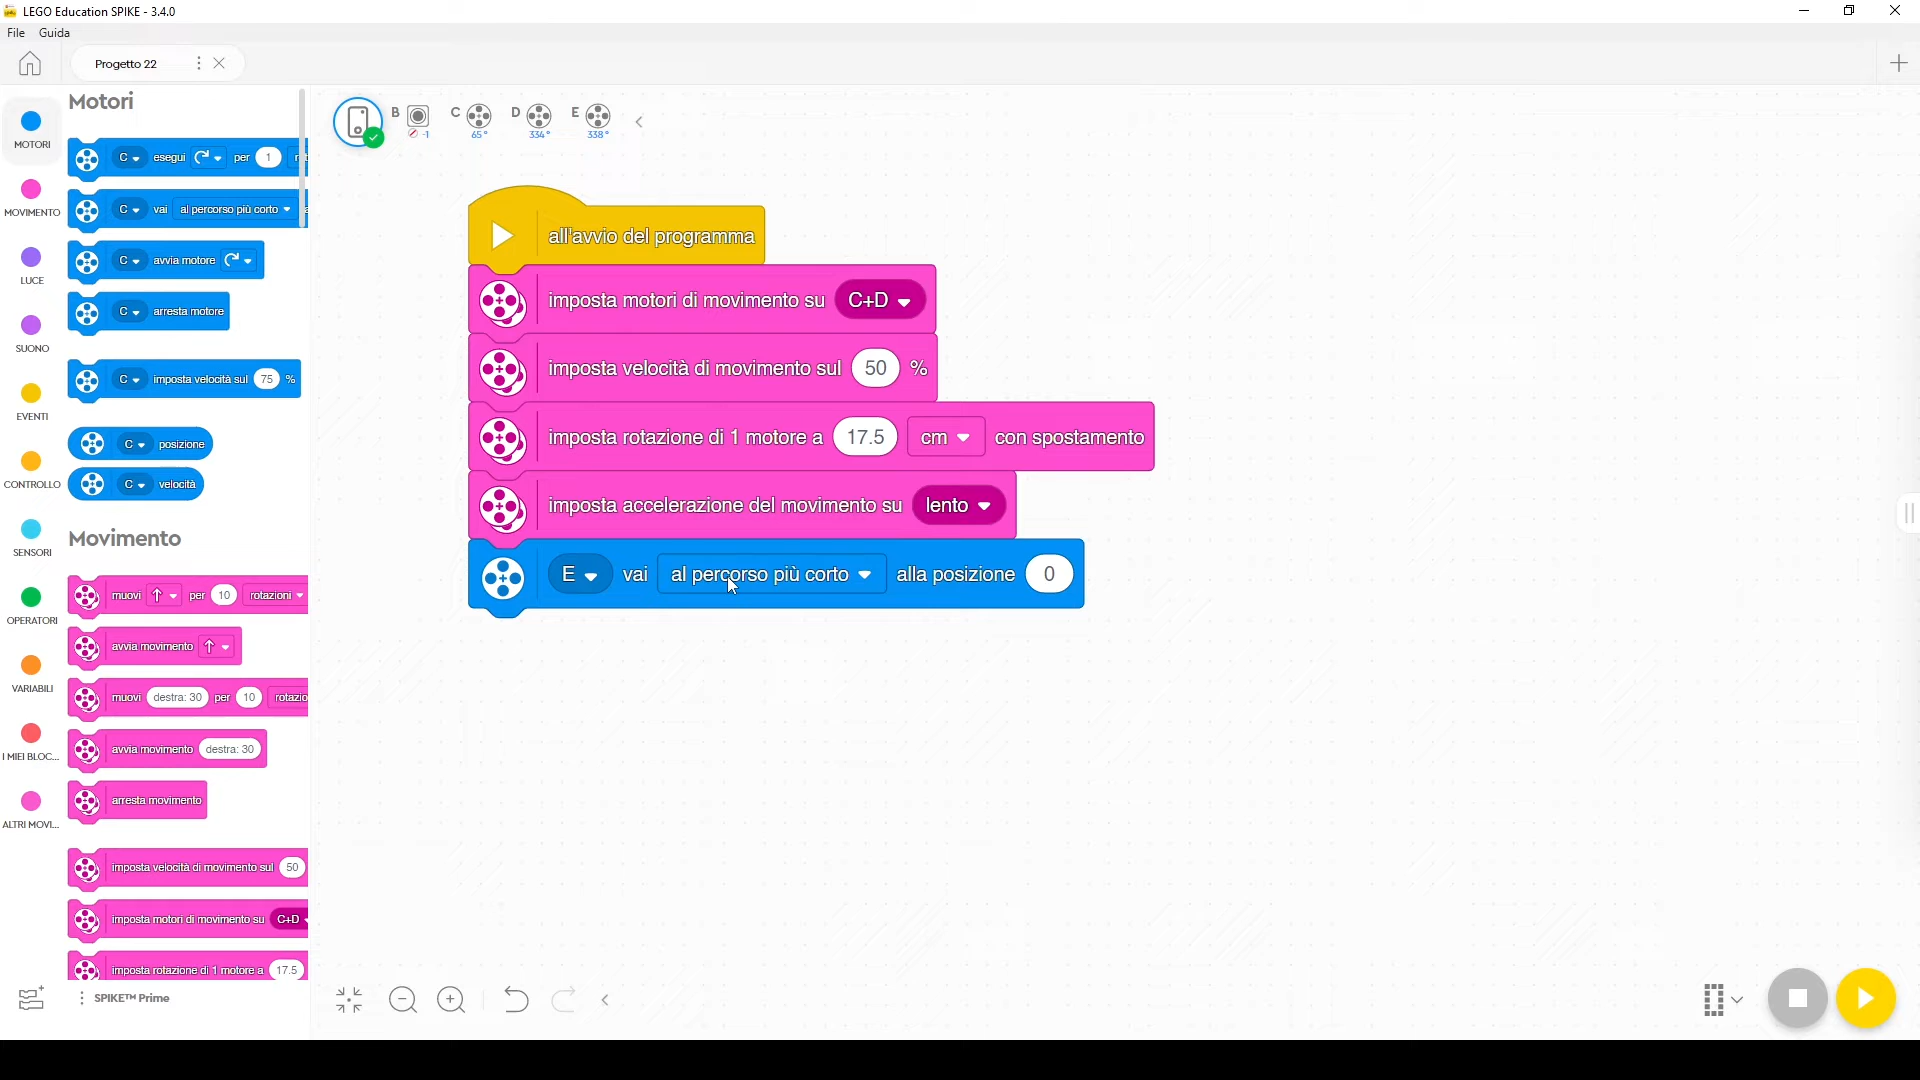 LEGO Education SPIKE - 3.4.0
File Guida
Progetto 22
Motori
B -1
C 65°
D 334°
E 338°
MOTORI
C esegui per 1
C vai al percorso più corto
C avvia motore
C arresta motore
C imposta velocità sul 75 %
C posizione
C velocità
MOVIMENTO
LUCE
SUONO
EVENTI
CONTROLLO
SENSORI
OPERATORI
VARIABILI
I MIEI BLOC...
ALTRI MOVI...
Movimento
muovi per 10 rotazioni
avvia movimento
muovi destra: 30 per 10 rotazio
avvia movimento destra: 30
arresta movimento
imposta velocità di movimento sul 50
imposta motori di movimento su C+D
imposta rotazione di 1 motore a 17.5
SPIKE™ Prime
all'avvio del programma
imposta motori di movimento su C+D
imposta velocità di movimento sul 50 %
imposta rotazione di 1 motore a 17.5 cm con spostamento
imposta accelerazione del movimento su lento
E vai al percorso più corto alla posizione 0